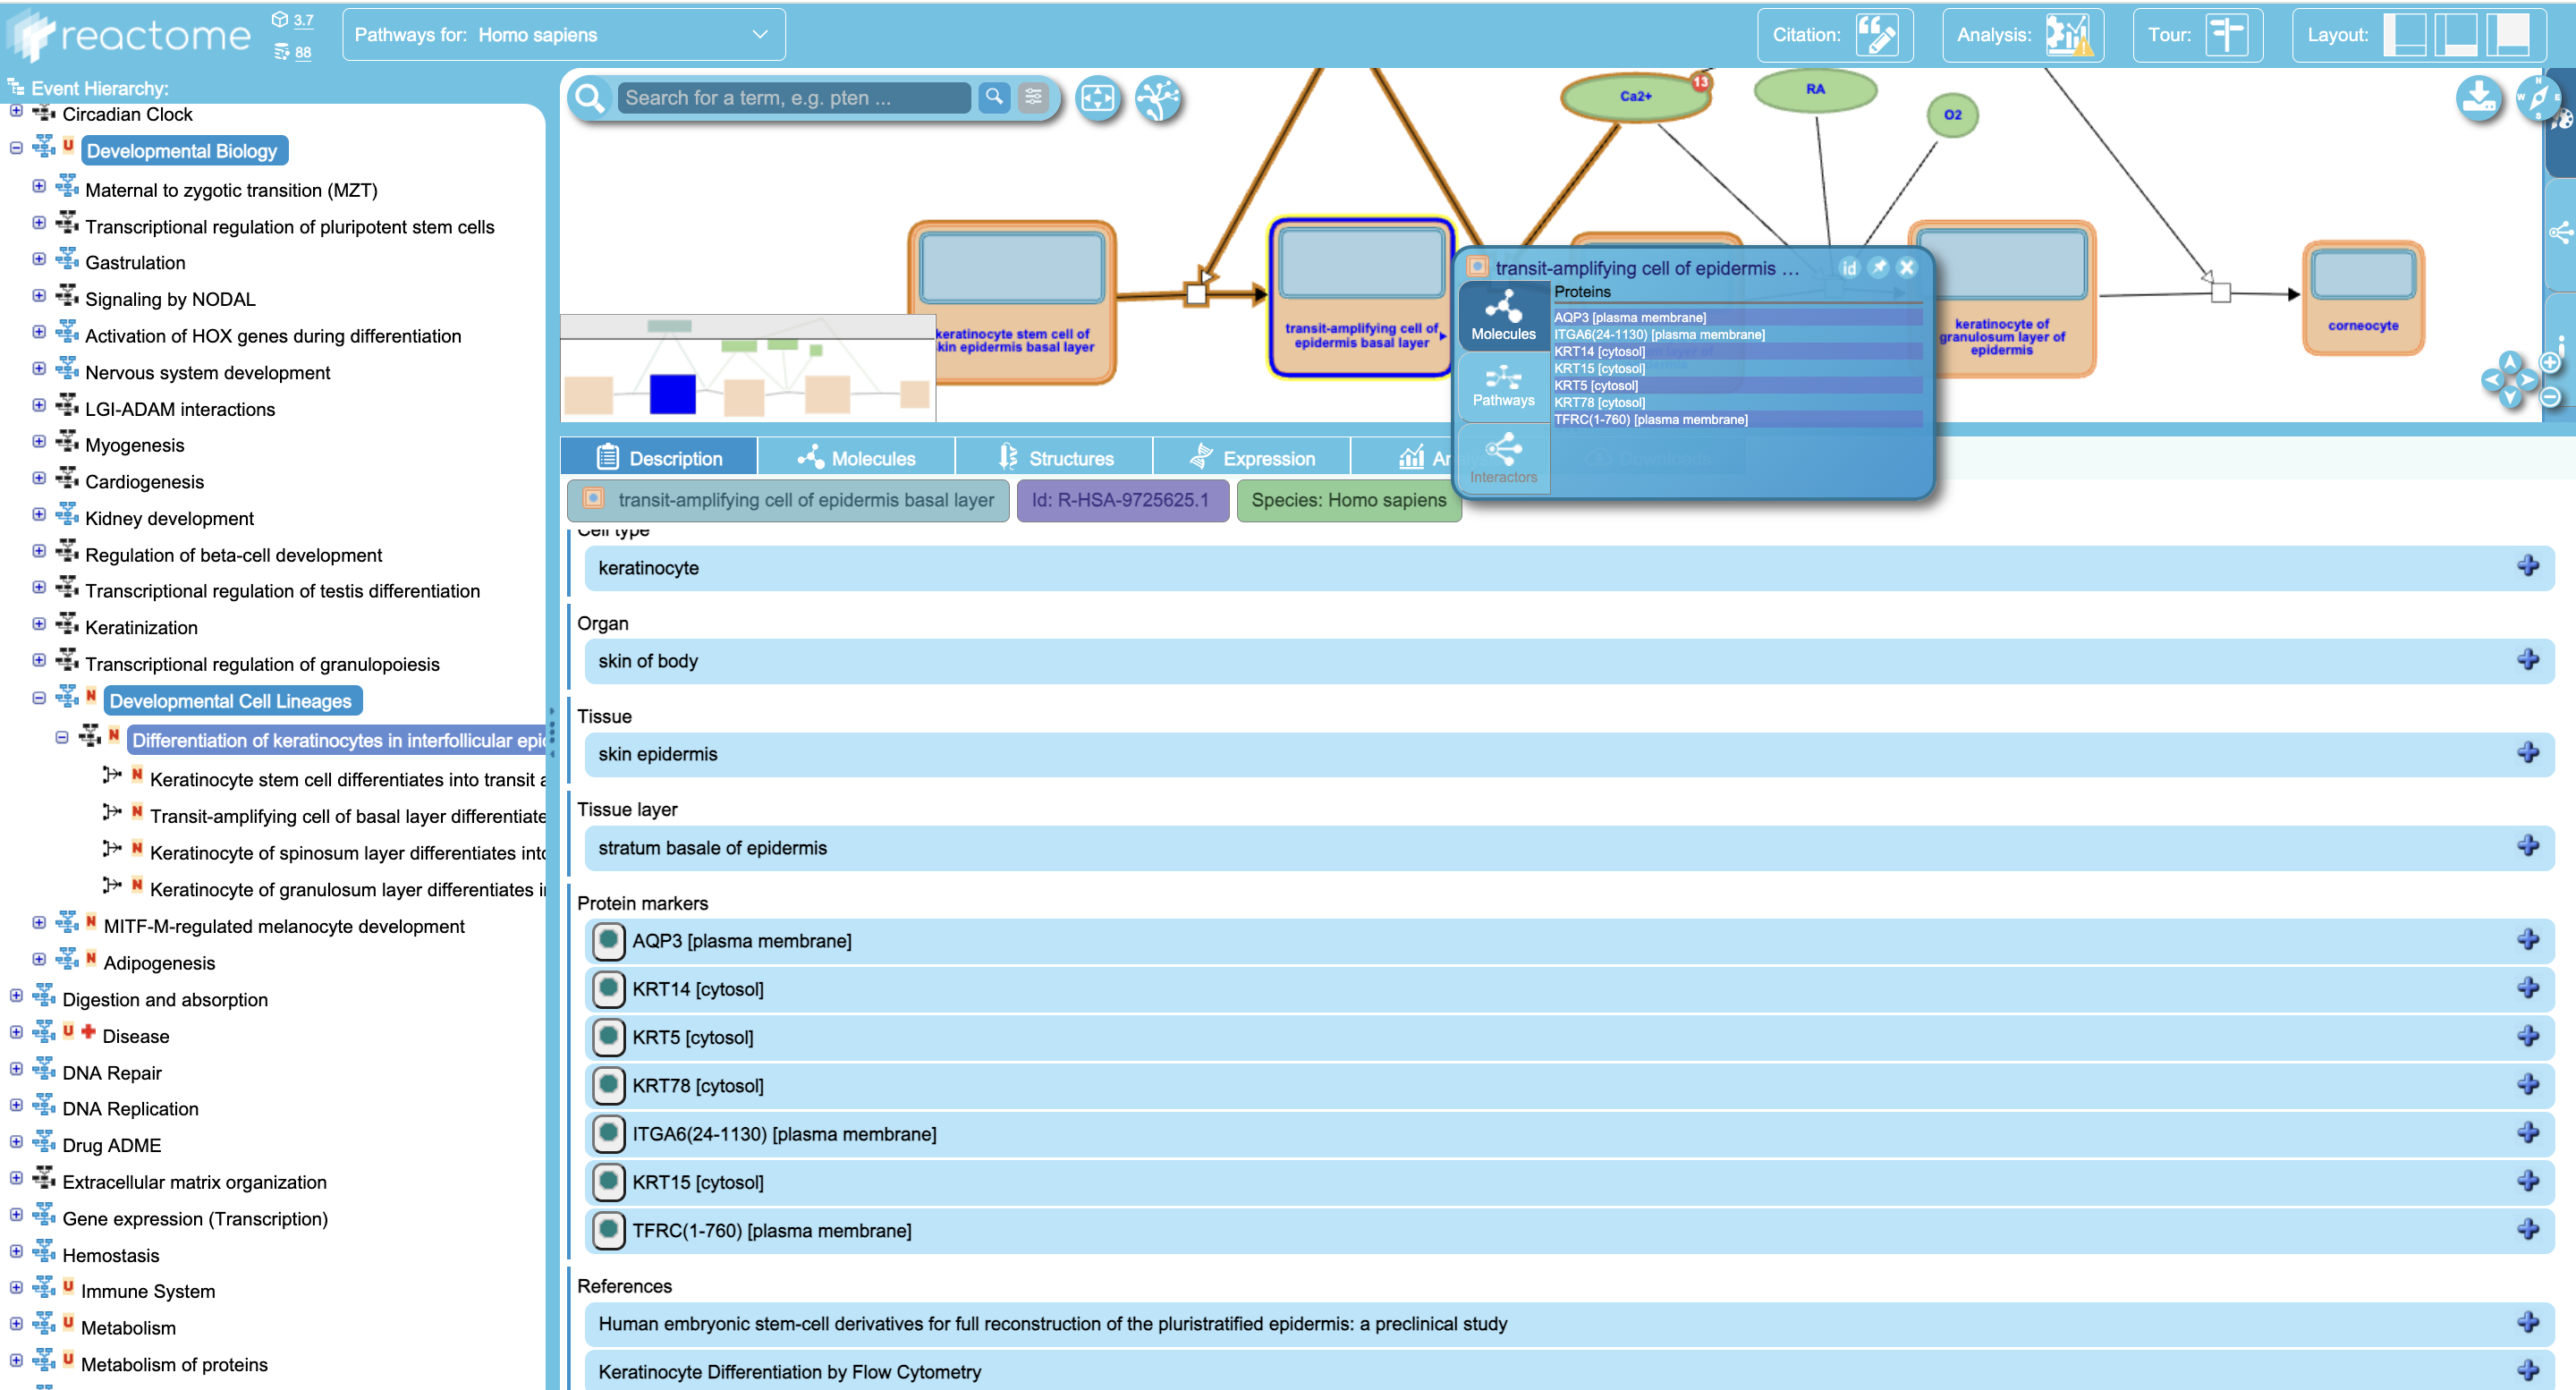 reactome
3.7
88
Pathways for: Homo sapiens
Citation:
Analysis:
Tour:
Layout:
Event Hierarchy:
Circadian Clock
U Developmental Biology
Maternal to zygotic transition (MZT)
Transcriptional regulation of pluripotent stem cells
Gastrulation
Signaling by NODAL
Activation of HOX genes during differentiation
Nervous system development
LGI-ADAM interactions
Myogenesis
Cardiogenesis
Kidney development
Regulation of beta-cell development
Transcriptional regulation of testis differentiation
Keratinization
Transcriptional regulation of granulopoiesis
N Developmental Cell Lineages
N Differentiation of keratinocytes in interfollicular epi
N Keratinocyte stem cell differentiates into transit a
N Transit-amplifying cell of basal layer differentiate
N Keratinocyte of spinosum layer differentiates into
N Keratinocyte of granulosum layer differentiates i
N MITF-M-regulated melanocyte development
N Adipogenesis
Digestion and absorption
U Disease
DNA Repair
DNA Replication
Drug ADME
Extracellular matrix organization
Gene expression (Transcription)
Hemostasis
U Immune System
U Metabolism
U Metabolism of proteins
Search for a term, e.g. pten ...
Ca2+
13
RA
O2
N
W
E
S
keratinocyte stem cell of
skin epidermis basal layer
transit-amplifying cell of
epidermis basal layer
keratinocyte of
granulosum layer of
epidermis
corneocyte
transit-amplifying cell of epidermis ...
id
Molecules
Pathways
Interactors
Proteins
AQP3 [plasma membrane]
ITGA6(24-1130) [plasma membrane]
KRT14 [cytosol]
KRT15 [cytosol]
KRT5 [cytosol]
KRT78 [cytosol]
TFRC(1-760) [plasma membrane]
Description
Molecules
Structures
Expression
Downloads
transit-amplifying cell of epidermis basal layer
Id: R-HSA-9725625.1
Species: Homo sapiens
Cell type
keratinocyte
Organ
skin of body
Tissue
skin epidermis
Tissue layer
stratum basale of epidermis
Protein markers
AQP3 [plasma membrane]
KRT14 [cytosol]
KRT5 [cytosol]
KRT78 [cytosol]
ITGA6(24-1130) [plasma membrane]
KRT15 [cytosol]
TFRC(1-760) [plasma membrane]
References
Human embryonic stem-cell derivatives for full reconstruction of the pluristratified epidermis: a preclinical study
Keratinocyte Differentiation by Flow Cytometry